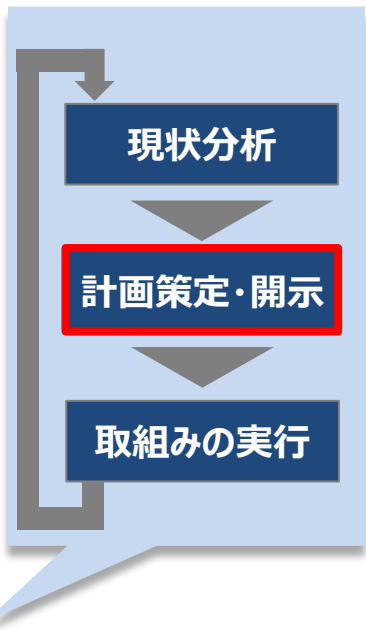 現状分析
計画策定・開示
取組みの実行